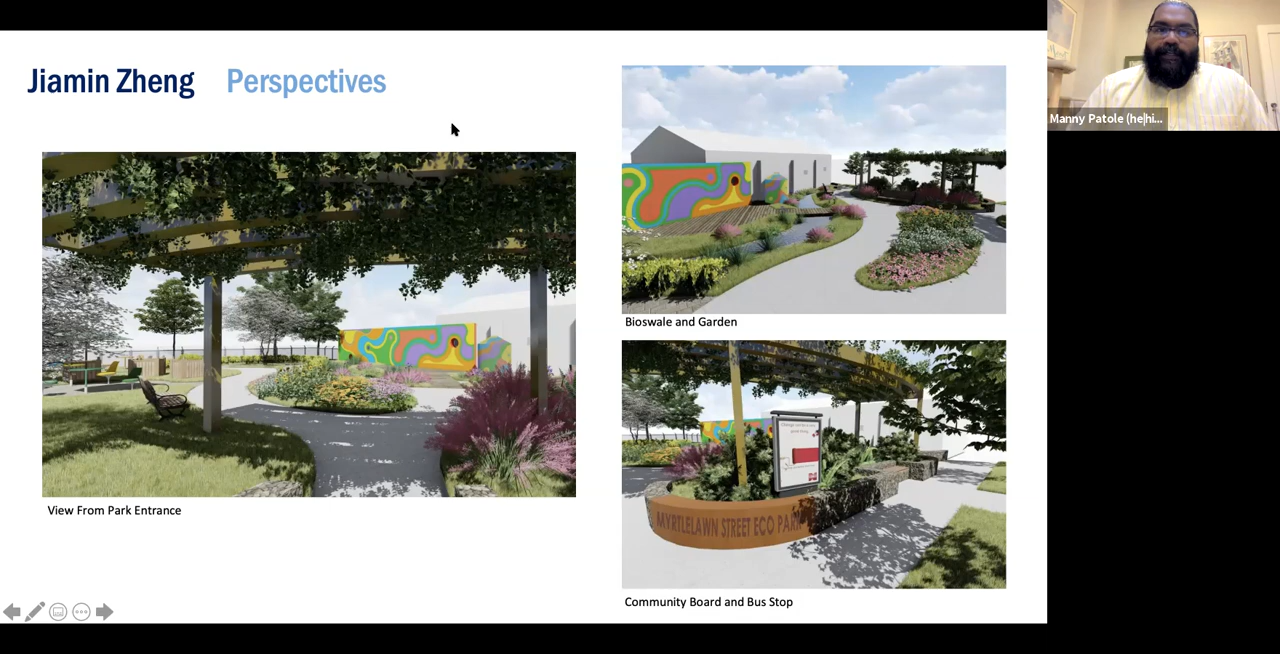 Jiamin Zheng Perspectives
Manny Patole (he|hi...
View From Park Entrance
Bioswale and Garden
MYRTLELAWN STREET ECO PARK
Community Board and Bus Stop